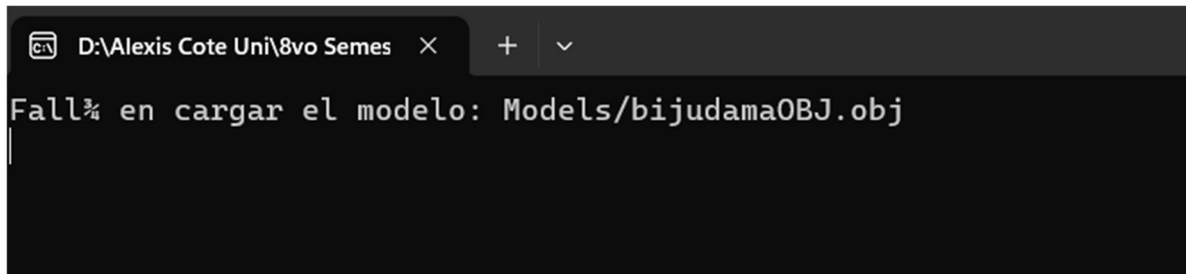 D:\Alexis Cote Uni\8vo Semes
Fall¾ en cargar el modelo: Models/bijudamaOBJ.obj